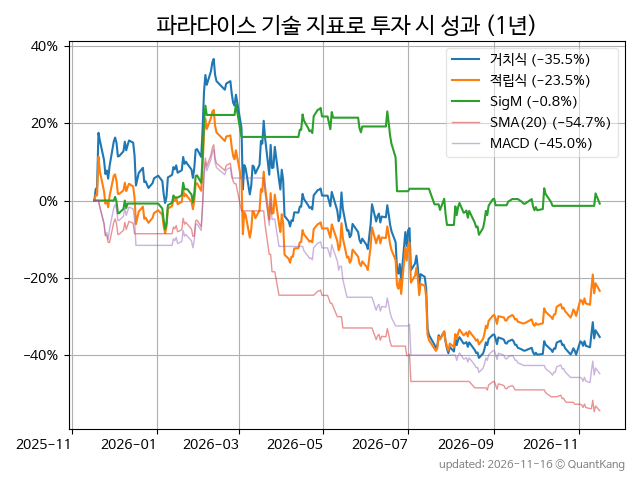 파라다이스 기술 지표로 투자 시 성과 (1년)
40%
20%
0%
−20%
−40%
거치식 (−35.5%)
적립식 (−23.5%)
SigM (−0.8%)
SMA(20) (−54.7%)
MACD (−45.0%)
2025-11
2026-01
2026-03
2026-05
2026-07
2026-09
2026-11
updated: 2026-11-16 © QuantKang